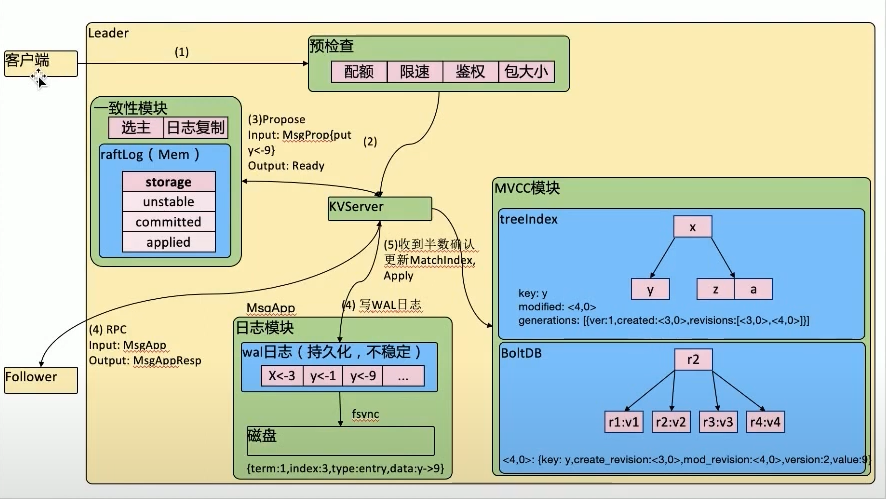 Leader
客户端
(1)
预检查
配额 限速 鉴权 包大小
一致性模块
选主 日志复制
raftLog（Mem）
storage
unstable
committed
applied
(3)Propose
Input: MsgProp{put
y<-9}
Output: Ready
(2)
KVServer
(5)收到半数确认
更新MatchIndex,
Apply
MVCC模块
treeIndex
x
y
z a
key: y
modified: <4,0>
generations: [{ver:1,created:<3,0>,revisions:[<3,0>,<4,0>]}]
BoltDB
r2
r1:v1 r2:v2 r3:v3 r4:v4
<4,0>: {key: y,create_revision:<3,0>,mod_revision:<4,0>,version:2,value:9}
MsgApp
(4) 写WAL日志
(4) RPC
Input: MsgApp
Output: MsgAppResp
Follower
日志模块
wal日志（持久化，不稳定）
X<-3 y<-1 y<-9 ...
fsvnc
磁盘
{term:1,index:3,type:entry,data:y->9}